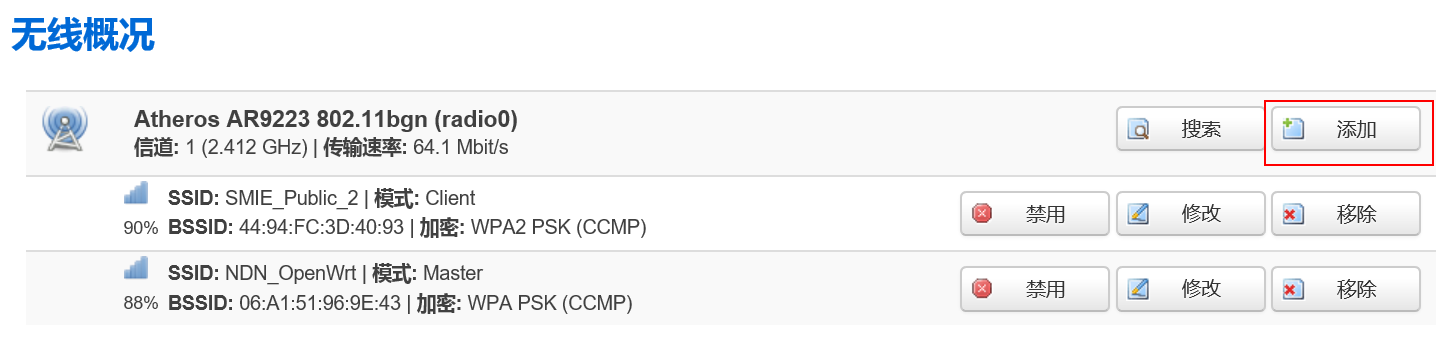 无线概况
Atheros AR9223 802.11bgn (radio0)
信道: 1 (2.412 GHz) | 传输速率: 64.1 Mbit/s
搜索
添加
SSID: SMIE_Public_2 | 模式: Client
90% BSSID: 44:94:FC:3D:40:93 | 加密: WPA2 PSK (CCMP)
禁用
修改
移除
SSID: NDN_OpenWrt | 模式: Master
88% BSSID: 06:A1:51:96:9E:43 | 加密: WPA PSK (CCMP)
禁用
修改
移除